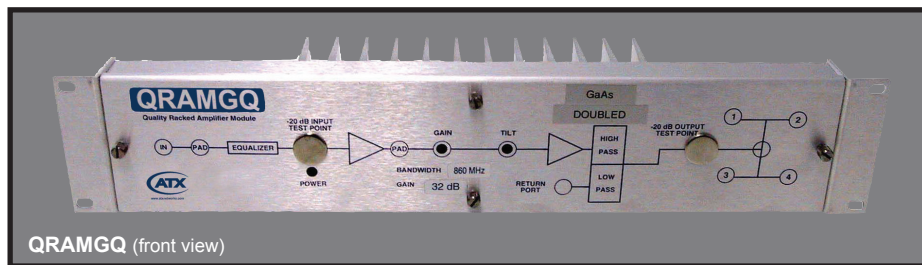 QRAMGQ
Quality Racked Amplifier Module
GaAs
DOUBLED
-20 dB INPUT
TEST POINT
GAIN
TILT
-20 dB OUTPUT
TEST POINT
1
2
IN
PAD
EQUALIZER
PAD
HIGH
PASS
LOW
PASS
BANDWIDTH 860 MHz
GAIN 32 dB
POWER
RETURN
PORT
3
4
ATX
QRAMGQ (front view)